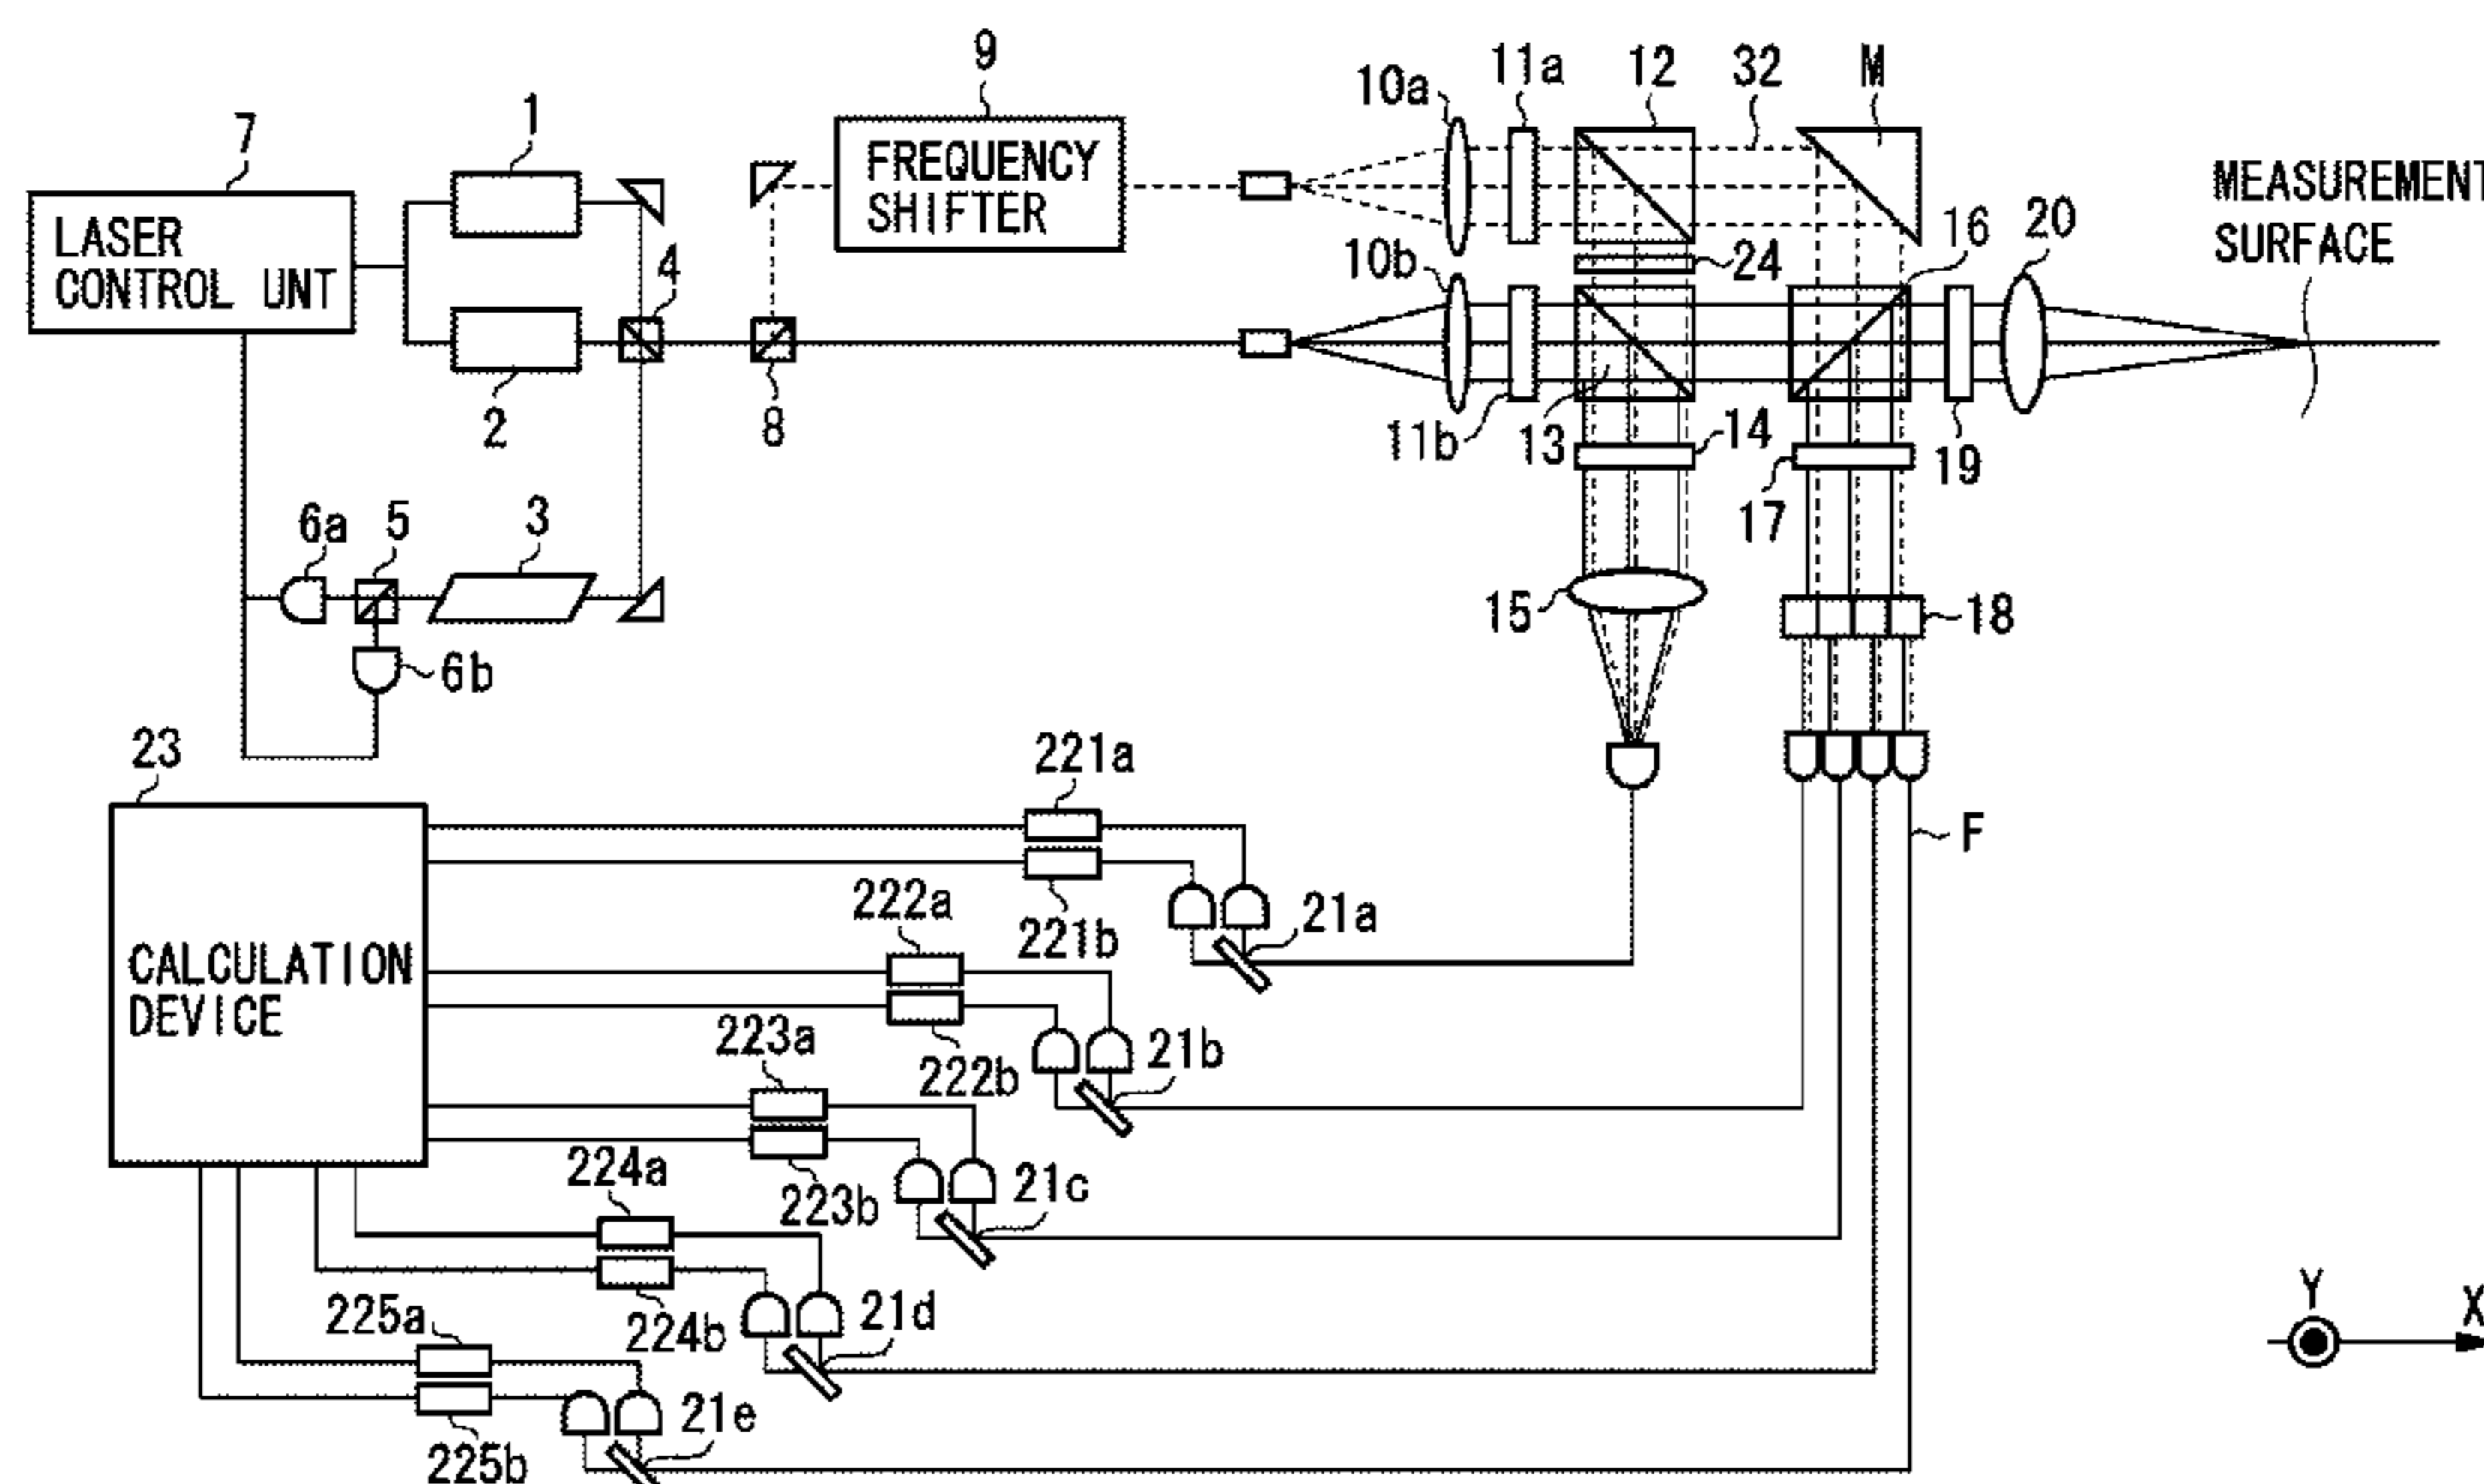 9
10a
11a
12
32
M
7
1
FREQUENCY
SHIFTER
MEASUREMENT
SURFACE
LASER
CONTROL UNT
4
10b
24
16
20
2
8
11b
13
14
19
6a
5
3
17
15
18
6b
23
221a
F
222a
221b
21a
CALCULATION
DEVICE
223a
222b
21b
224a
223b
21c
225a
224b
21d
Y
X
225b
21e